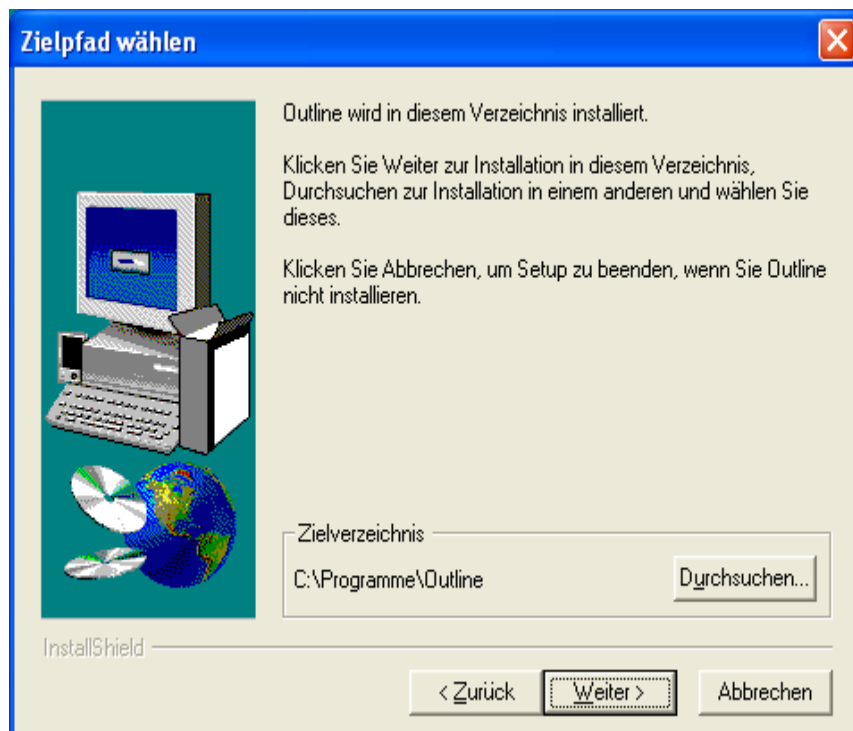 Zielpfad wählen
Outline wird in diesem Verzeichnis installiert.
Klicken Sie Weiter zur Installation in diesem Verzeichnis,
Durchsuchen zur Installation in einem anderen und wählen Sie
dieses.
Klicken Sie Abbrechen, um Setup zu beenden, wenn Sie Outline
nicht installieren.
Zielverzeichnis
C:\Programme\Outline
Durchsuchen...
InstallShield
< Zurück
Weiter >
Abbrechen